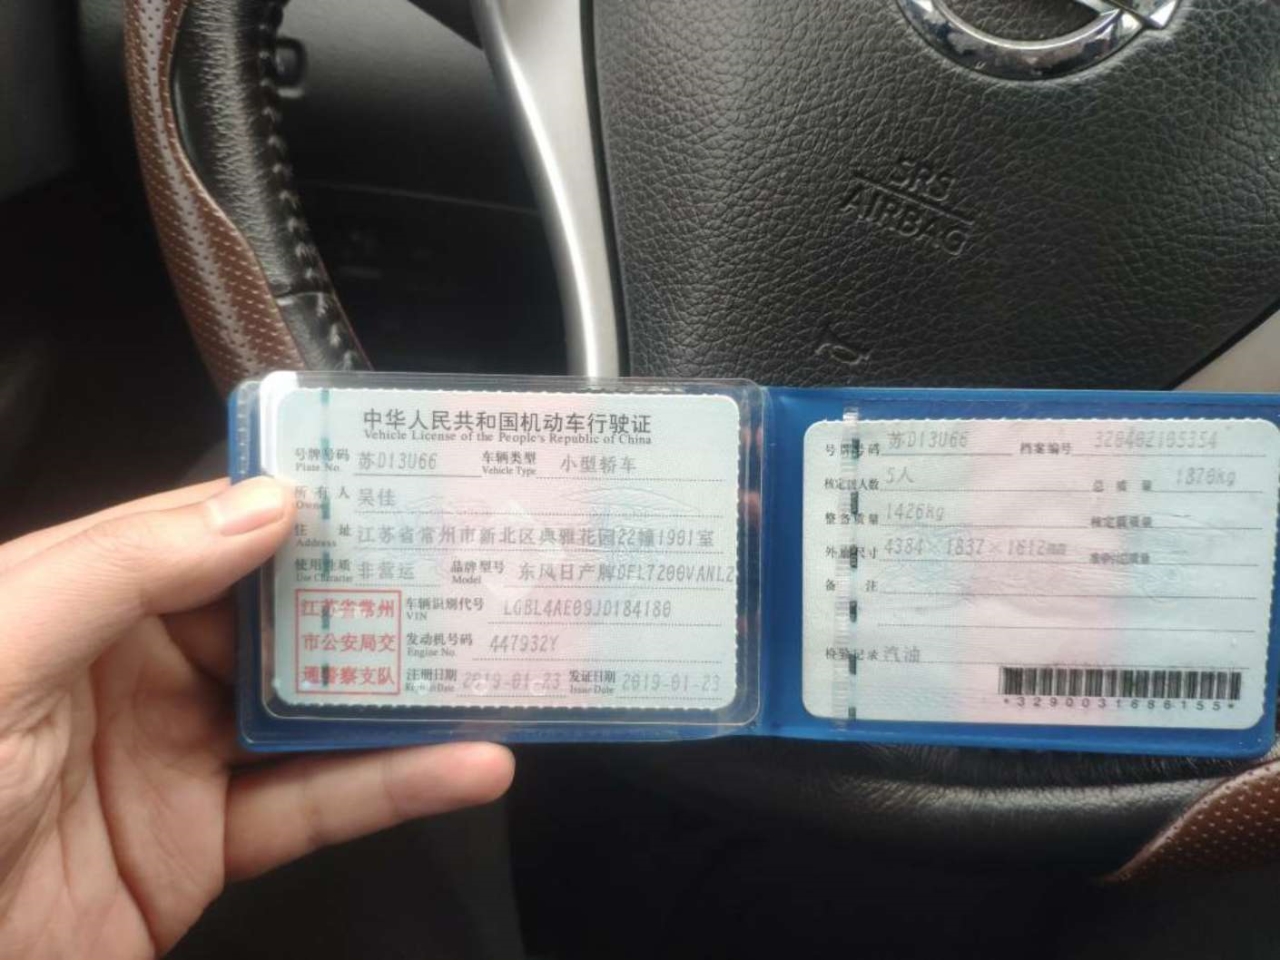 SRS
AIRBAG
中华人民共和国机动车行驶证
Vehicle License of the People's Republic of China
号牌号码 苏D13U66 车辆类型 小型轿车
Plate No. Vehicle Type
所有人 吴佳
Owner
住址 江苏省常州市新北区典雅花园22幢1901室
Address
使用性质 非营运 品牌型号 东风日产牌DFL7200VANL2
Use Character Model
江苏省常州
市公安局交
通警察支队
车辆识别代号 LGBL4AE09JD184180
VIN
发动机号码 447932Y
Engine No.
注册日期 2019-01-23 发证日期 2019-01-23
Register Date Issue Date
号牌号码 苏D13U66 档案编号 320402105354
核定载人数 5人 总质量 1870kg
整备质量 1426kg 核定载质量
外廓尺寸 4384×1837×1612mm
备注
检验记录 汽油
*3290031686155*